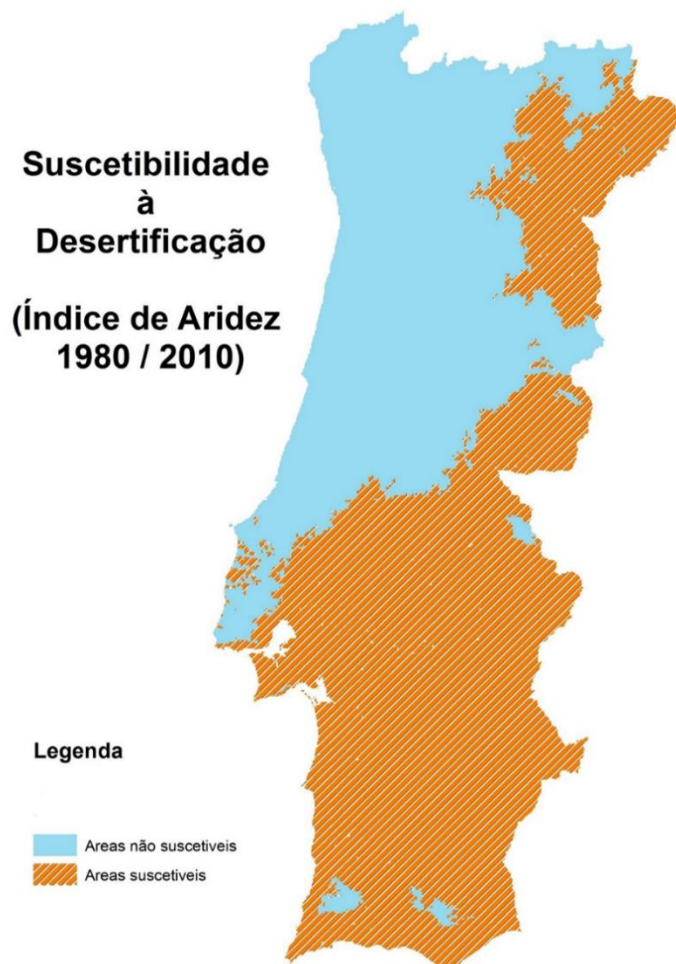 Suscetibilidade
à
Desertificação
(Índice de Aridez
1980 / 2010)
Legenda
Areas não suscetiveis
Areas suscetiveis